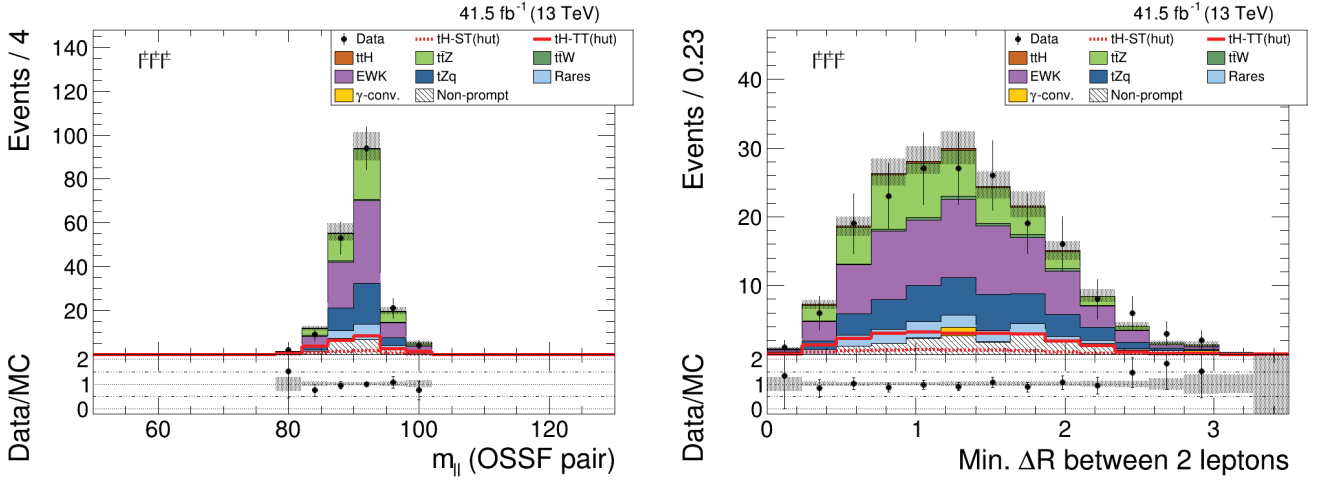 41.5 fb⁻¹ (13 TeV)
Data tH-ST(hut) tH-TT(hut)
ttH tt̄Z tt̄W
EWK tZq Rares
γ-conv. Non-prompt
Events / 4
140
120
100
80
60
40
20
Data/MC
2
1
0
60 80 100 120
m_ll (OSSF pair)
41.5 fb⁻¹ (13 TeV)
Data tH-ST(hut) tH-TT(hut)
ttH tt̄Z tt̄W
EWK tZq Rares
γ-conv. Non-prompt
Events / 0.23
40
30
20
10
Data/MC
2
1
0
0 1 2 3
Min. ΔR between 2 leptons